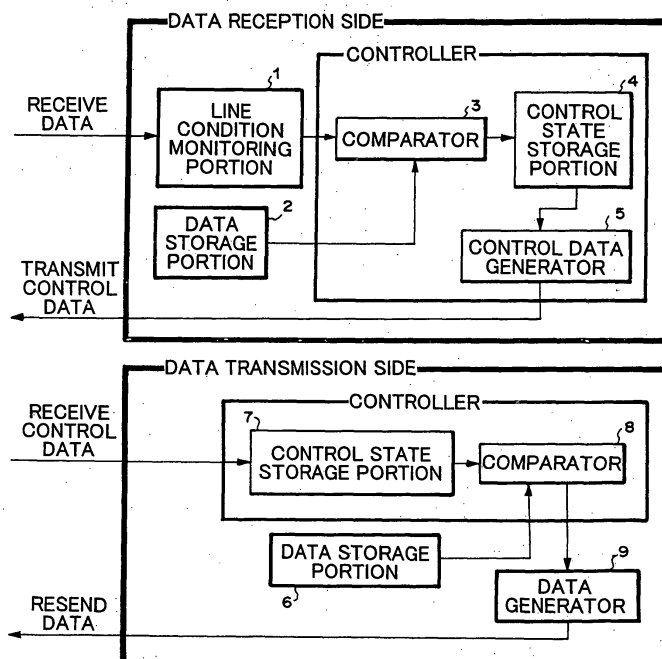 DATA RECEPTION SIDE
CONTROLLER
RECEIVE
DATA
1
LINE
CONDITION
MONITORING
PORTION
3
COMPARATOR
4
CONTROL
STATE
STORAGE
PORTION
2
DATA
STORAGE
PORTION
5
CONTROL DATA
GENERATOR
TRANSMIT
CONTROL
DATA
DATA TRANSMISSION SIDE
CONTROLLER
RECEIVE
CONTROL
DATA
7
CONTROL STATE
STORAGE PORTION
8
COMPARATOR
DATA STORAGE
PORTION
6
9
DATA
GENERATOR
RESEND
DATA